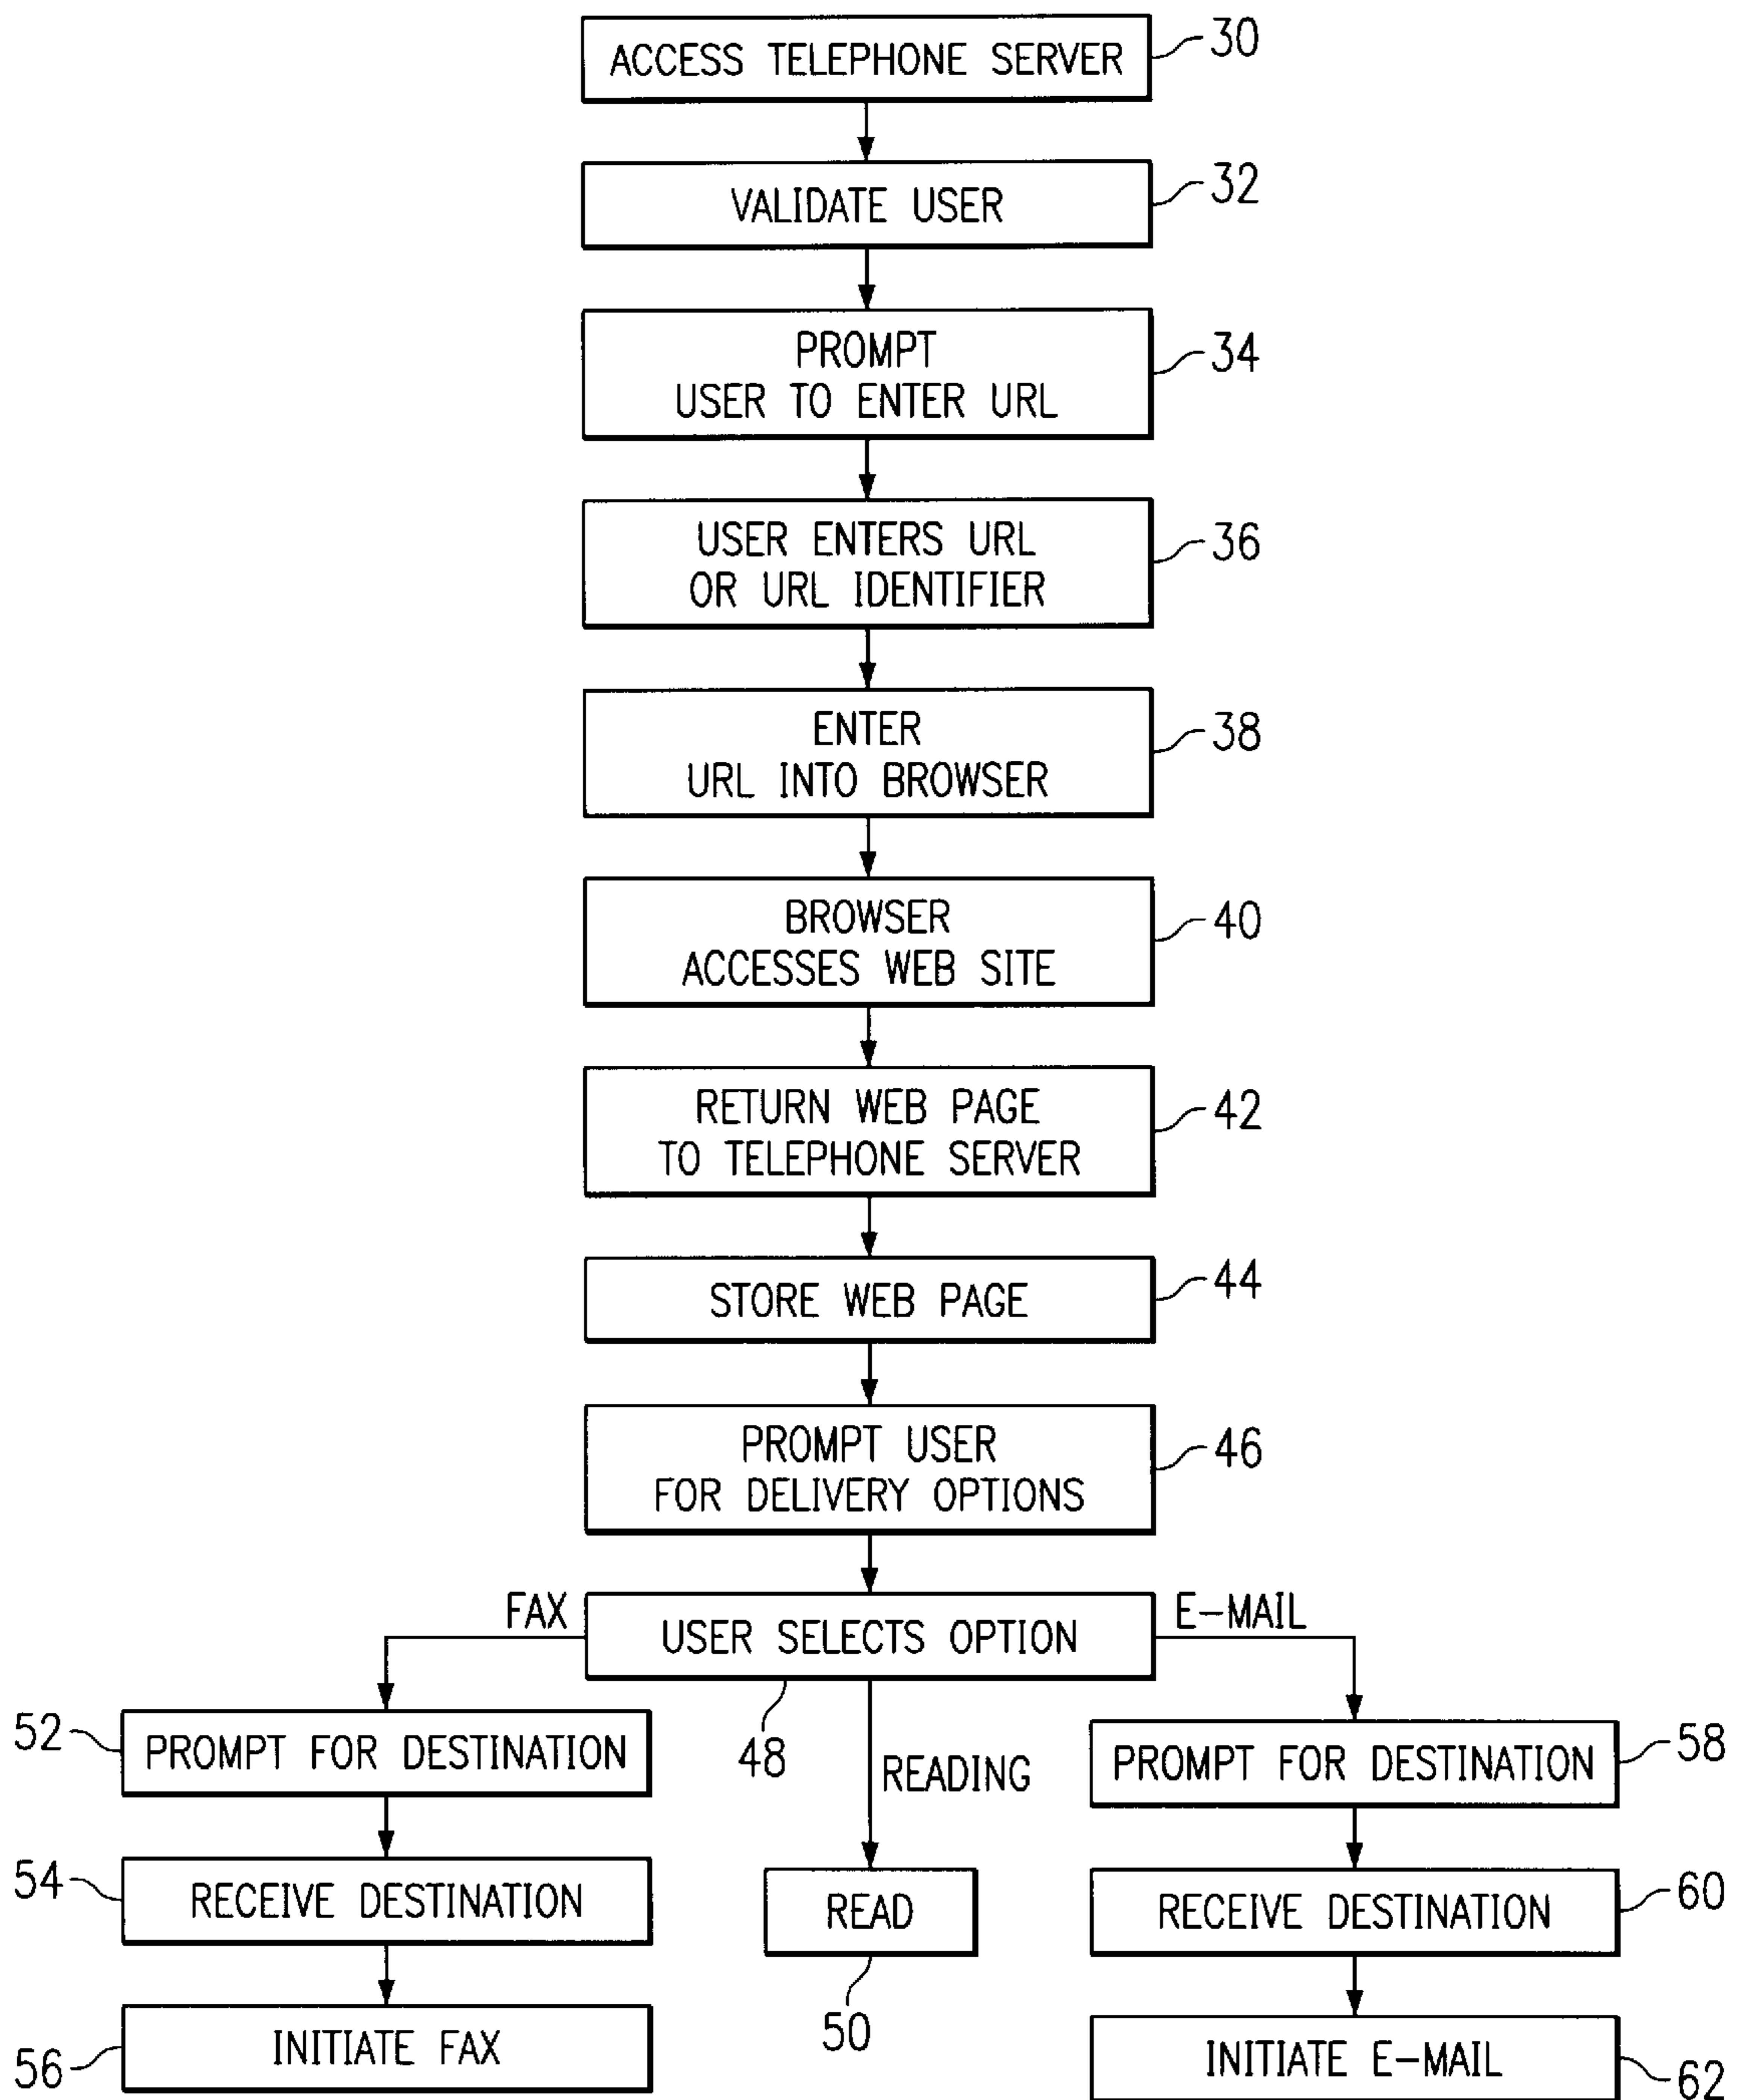 ACCESS TELEPHONE SERVER
30
VALIDATE USER
32
PROMPT
USER TO ENTER URL
34
USER ENTERS URL
OR URL IDENTIFIER
36
ENTER
URL INTO BROWSER
38
BROWSER
ACCESSES WEB SITE
40
RETURN WEB PAGE
TO TELEPHONE SERVER
42
STORE WEB PAGE
44
PROMPT USER
FOR DELIVERY OPTIONS
46
FAX
USER SELECTS OPTION
E-MAIL
48
READING
52
PROMPT FOR DESTINATION
PROMPT FOR DESTINATION
58
54
RECEIVE DESTINATION
READ
50
RECEIVE DESTINATION
60
56
INITIATE FAX
INITIATE E-MAIL
62